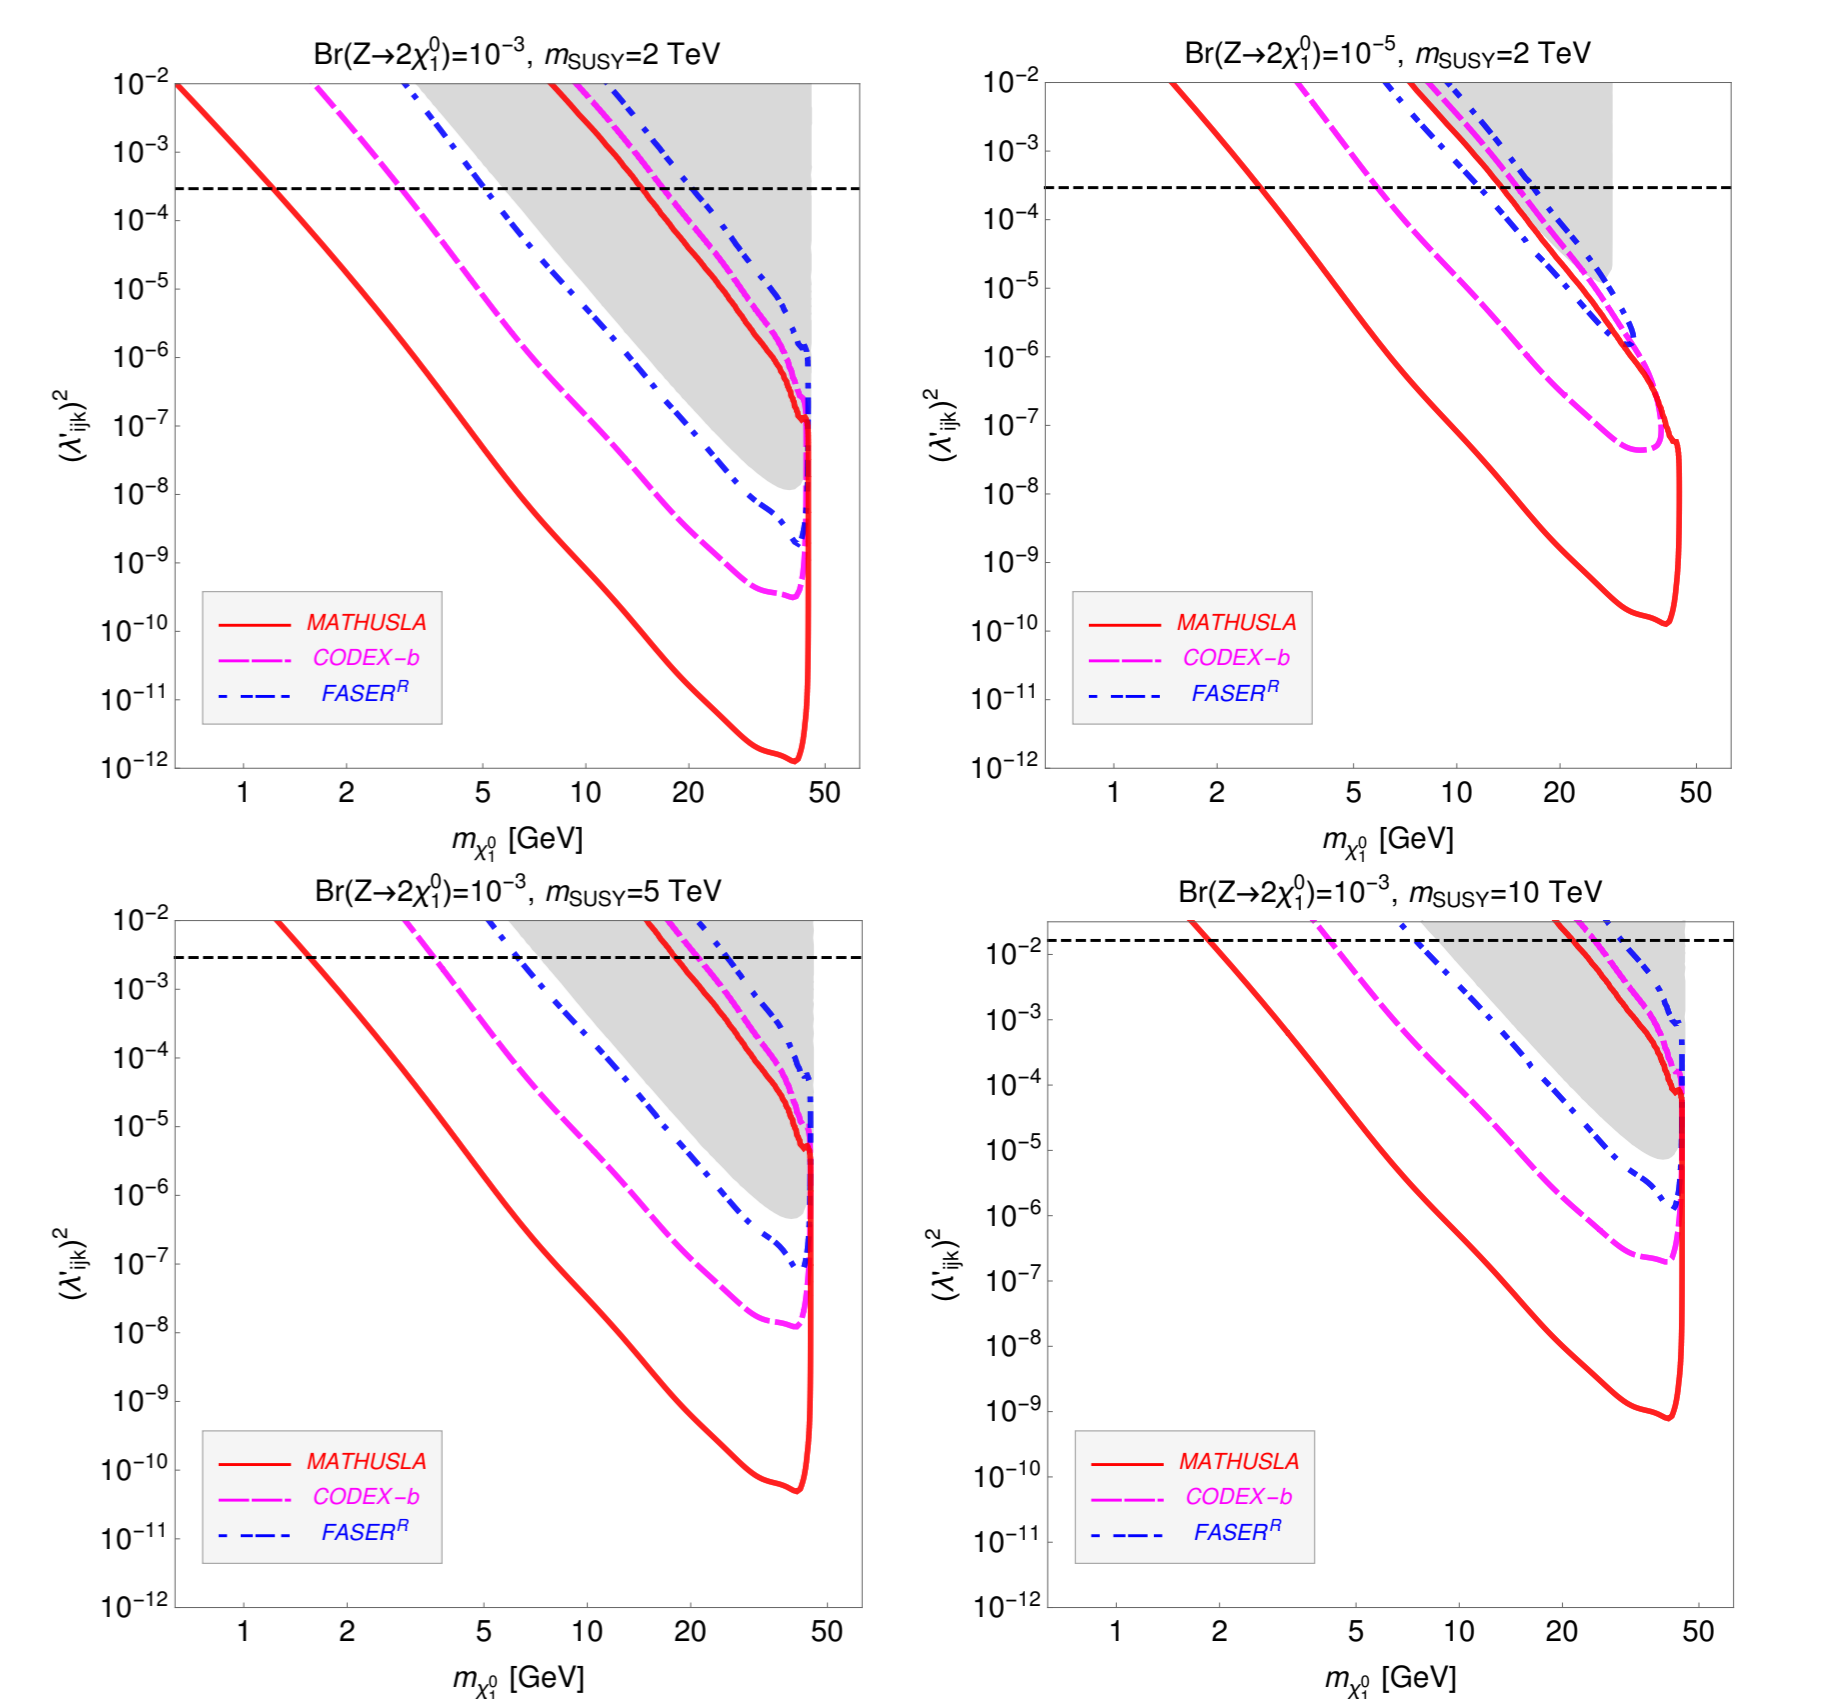 Br(Z→2χ₁⁰)=10⁻³, m_SUSY=2 TeV
10⁻²
10⁻³
10⁻⁴
10⁻⁵
10⁻⁶
10⁻⁷
10⁻⁸
10⁻⁹
10⁻¹⁰
10⁻¹¹
10⁻¹²
(λ'ijk)²
MATHUSLA
CODEX−b
FASERᴿ
1 2 5 10 20 50
m_χ₁⁰ [GeV]
Br(Z→2χ₁⁰)=10⁻⁵, m_SUSY=2 TeV
10⁻²
10⁻³
10⁻⁴
10⁻⁵
10⁻⁶
10⁻⁷
10⁻⁸
10⁻⁹
10⁻¹⁰
10⁻¹¹
10⁻¹²
(λ'ijk)²
MATHUSLA
CODEX−b
FASERᴿ
1 2 5 10 20 50
m_χ₁⁰ [GeV]
Br(Z→2χ₁⁰)=10⁻³, m_SUSY=5 TeV
10⁻²
10⁻³
10⁻⁴
10⁻⁵
10⁻⁶
10⁻⁷
10⁻⁸
10⁻⁹
10⁻¹⁰
10⁻¹¹
10⁻¹²
(λ'ijk)²
MATHUSLA
CODEX−b
FASERᴿ
1 2 5 10 20 50
m_χ₁⁰ [GeV]
Br(Z→2χ₁⁰)=10⁻³, m_SUSY=10 TeV
10⁻²
10⁻³
10⁻⁴
10⁻⁵
10⁻⁶
10⁻⁷
10⁻⁸
10⁻⁹
10⁻¹⁰
10⁻¹¹
10⁻¹²
(λ'ijk)²
MATHUSLA
CODEX−b
FASERᴿ
1 2 5 10 20 50
m_χ₁⁰ [GeV]